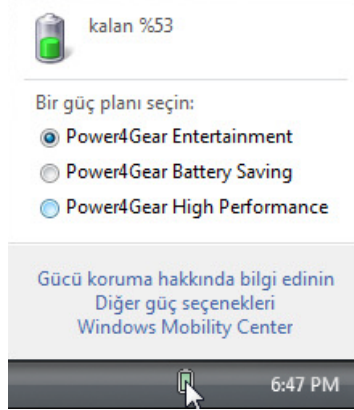 kalan %53
Bir güç planı seçin:
Power4Gear Entertainment
Power4Gear Battery Saving
Power4Gear High Performance
Gücü koruma hakkında bilgi edinin
Diğer güç seçenekleri
Windows Mobility Center
6:47 PM